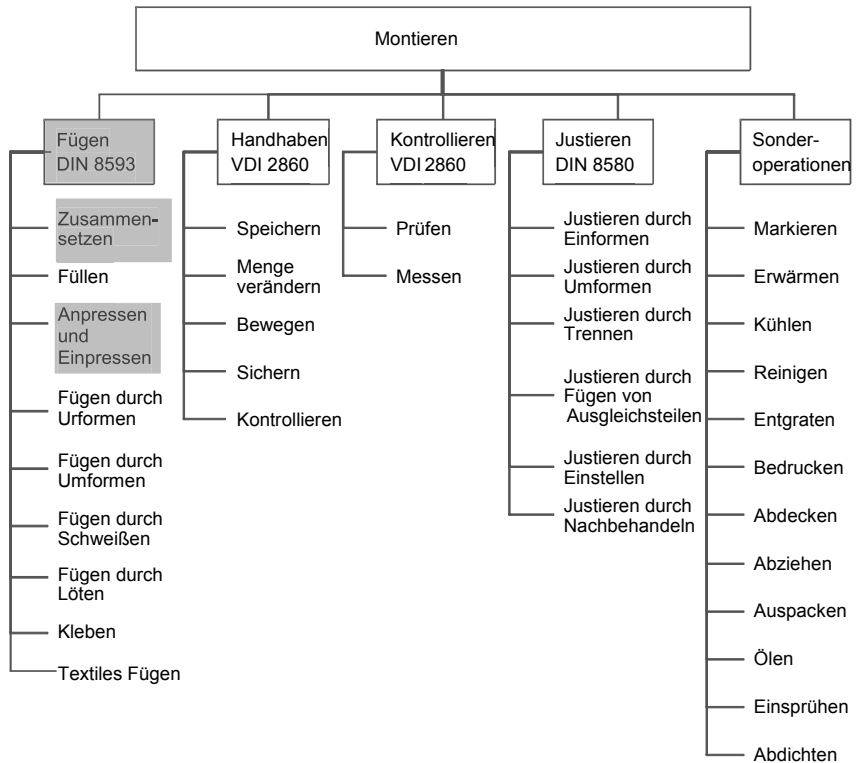 Montieren
Fügen
DIN 8593
Zusammen-
setzen
Füllen
Anpressen
und
Einpressen
Fügen durch
Urformen
Fügen durch
Umformen
Fügen durch
Schweißen
Fügen durch
Löten
Kleben
Textiles Fügen
Handhaben
VDI 2860
Speichern
Menge
verändern
Bewegen
Sichern
Kontrollieren
Kontrollieren
VDI 2860
Prüfen
Messen
Justieren
DIN 8580
Justieren durch
Einformen
Justieren durch
Umformen
Justieren durch
Trennen
Justieren durch
Fügen von
Ausgleichsteilen
Justieren durch
Einstellen
Justieren durch
Nachbehandeln
Sonder-
operationen
Markieren
Erwärmen
Kühlen
Reinigen
Entgraten
Bedrucken
Abdecken
Abziehen
Auspacken
Ölen
Einsprühen
Abdichten